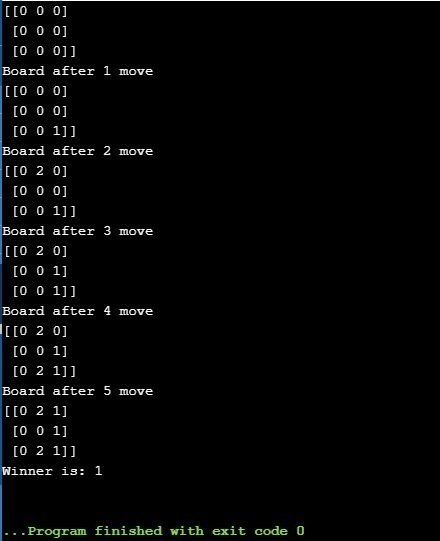 [[0 0 0]
 [0 0 0]
 [0 0 0]]
Board after 1 move
[[0 0 0]
 [0 0 0]
 [0 0 1]]
Board after 2 move
[[0 2 0]
 [0 0 0]
 [0 0 1]]
Board after 3 move
[[0 2 0]
 [0 0 1]
 [0 0 1]]
Board after 4 move
[[0 2 0]
 [0 0 1]
 [0 2 1]]
Board after 5 move
[[0 2 1]
 [0 0 1]
 [0 2 1]]
Winner is: 1
...Program finished with exit code 0